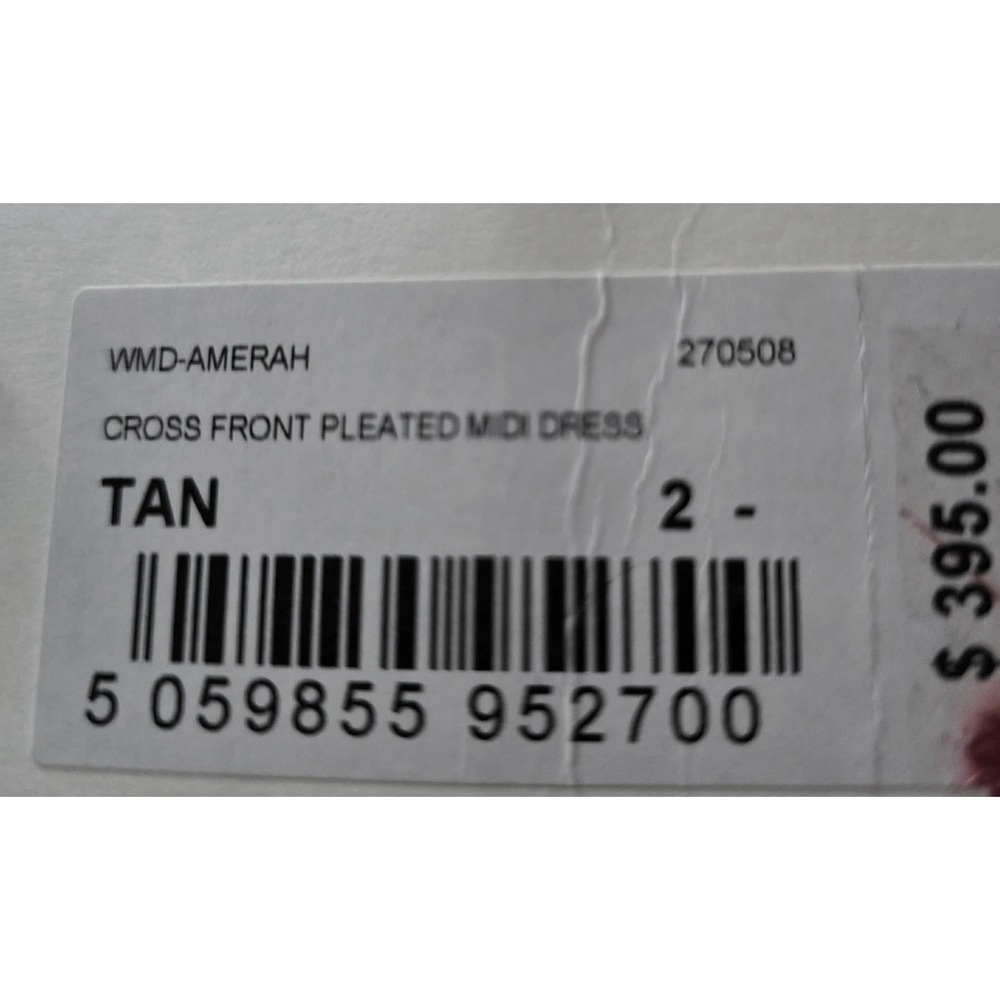 WMD-AMERAH 270508
CROSS FRONT PLEATED MIDI DRESS
TAN 2 -
5 059855 952700
$ 395.00